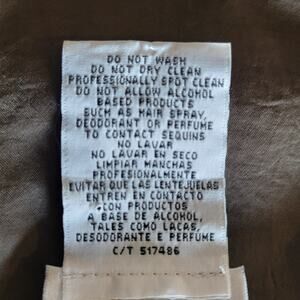 DO NOT WASH
DO NOT DRY CLEAN
PROFESSIONALLY SPOT CLEAN
DO NOT ALLOW ALCOHOL
BASED PRODUCTS
SUCH AS HAIR SPRAY,
DEODORANT OR PERFUME
TO CONTACT SEQUINS
NO LAVAR
NO LAVAR EN SECO
LIMPIAR MANCHAS
PROFESIONALMENTE
EVITAR QUE LAS LENTEJUELAS
ENTREN EN CONTACTO
CON PRODUCTOS
A BASE DE ALCOHOL,
TALES COMO LACAS,
DESODORANTE E PERFUME
C/T 517486